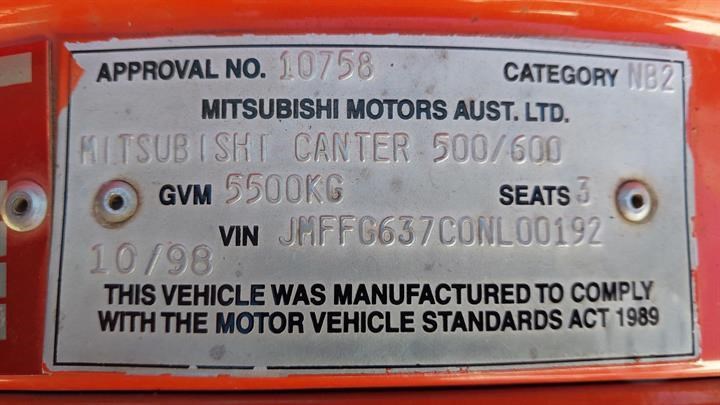 APPROVAL NO. 10758 CATEGORY NB2
MITSUBISHI MOTORS AUST. LTD.
MITSUBISHI CANTER 500/600
GVM 5500KG SEATS 3
VIN JMFFG637C0NL00192
10/98
THIS VEHICLE WAS MANUFACTURED TO COMPLY
WITH THE MOTOR VEHICLE STANDARDS ACT 1989